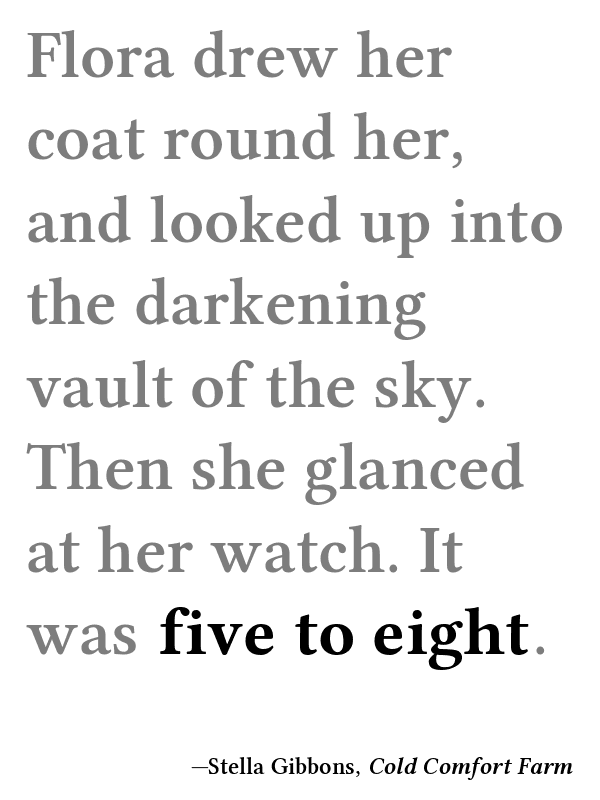 Flora drew her
coat round her,
and looked up into
the darkening
vault of the sky.
Then she glanced
at her watch. It
was five to eight.
—Stella Gibbons, Cold Comfort Farm